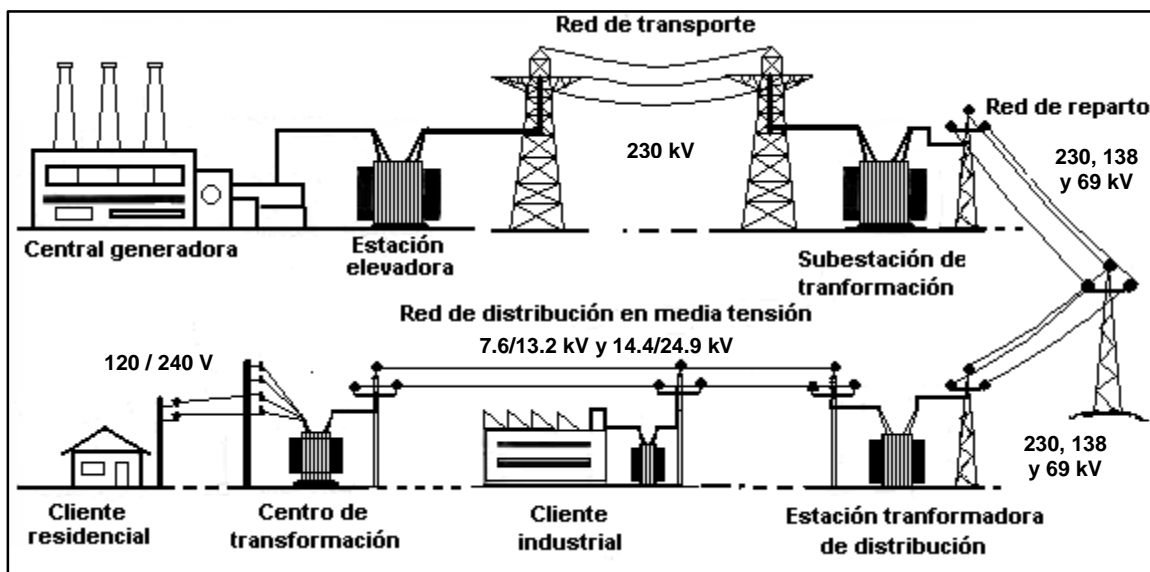 Red de transporte
Red de reparto
230 kV
230, 138
y 69 kV
Central generadora
Estación
elevadora
Subestación de
tranformación
Red de distribución en media tensión
7.6/13.2 kV y 14.4/24.9 kV
120 / 240 V
230, 138
y 69 kV
Cliente
residencial
Centro de
transformación
Cliente
industrial
Estación tranformadora
de distribución